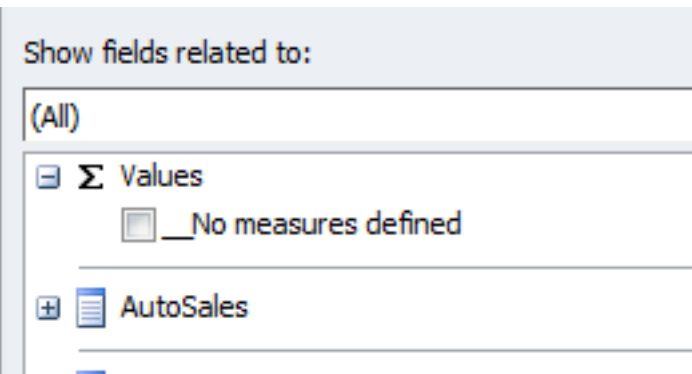 Show fields related to:
(All)
Σ Values
__No measures defined
AutoSales